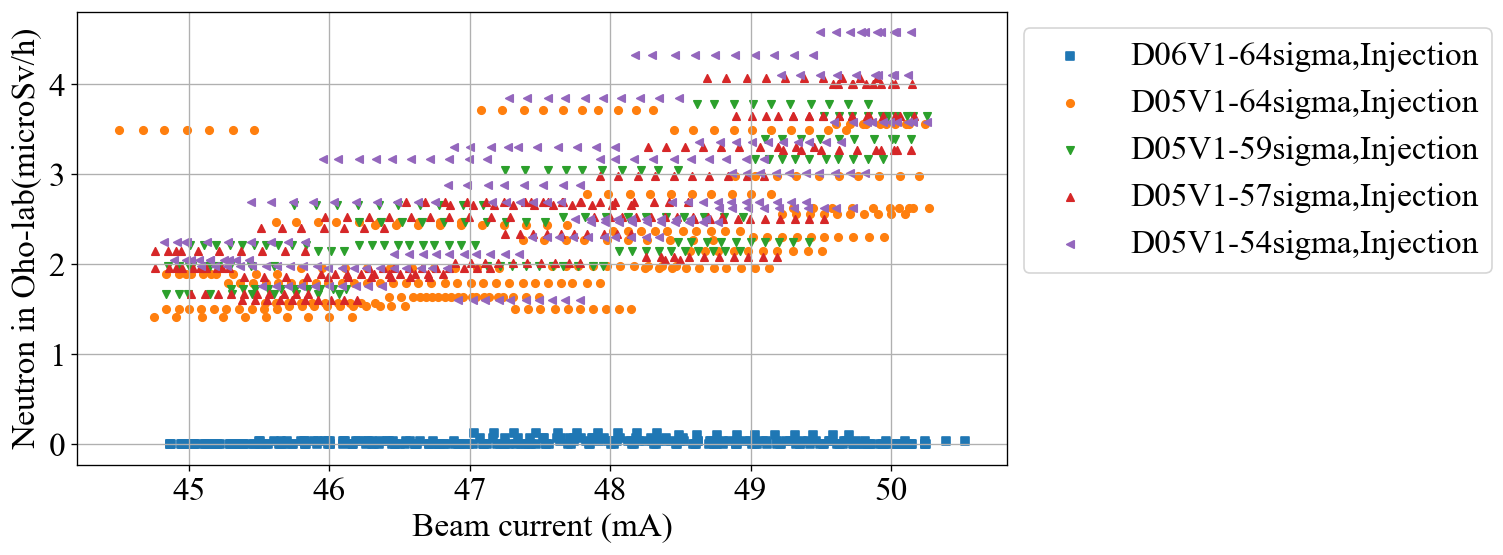 Neutron in Oho-lab(microSv/h)
4
3
2
1
0
45 46 47 48 49 50
Beam current (mA)
D06V1-64sigma,Injection
D05V1-64sigma,Injection
D05V1-59sigma,Injection
D05V1-57sigma,Injection
D05V1-54sigma,Injection